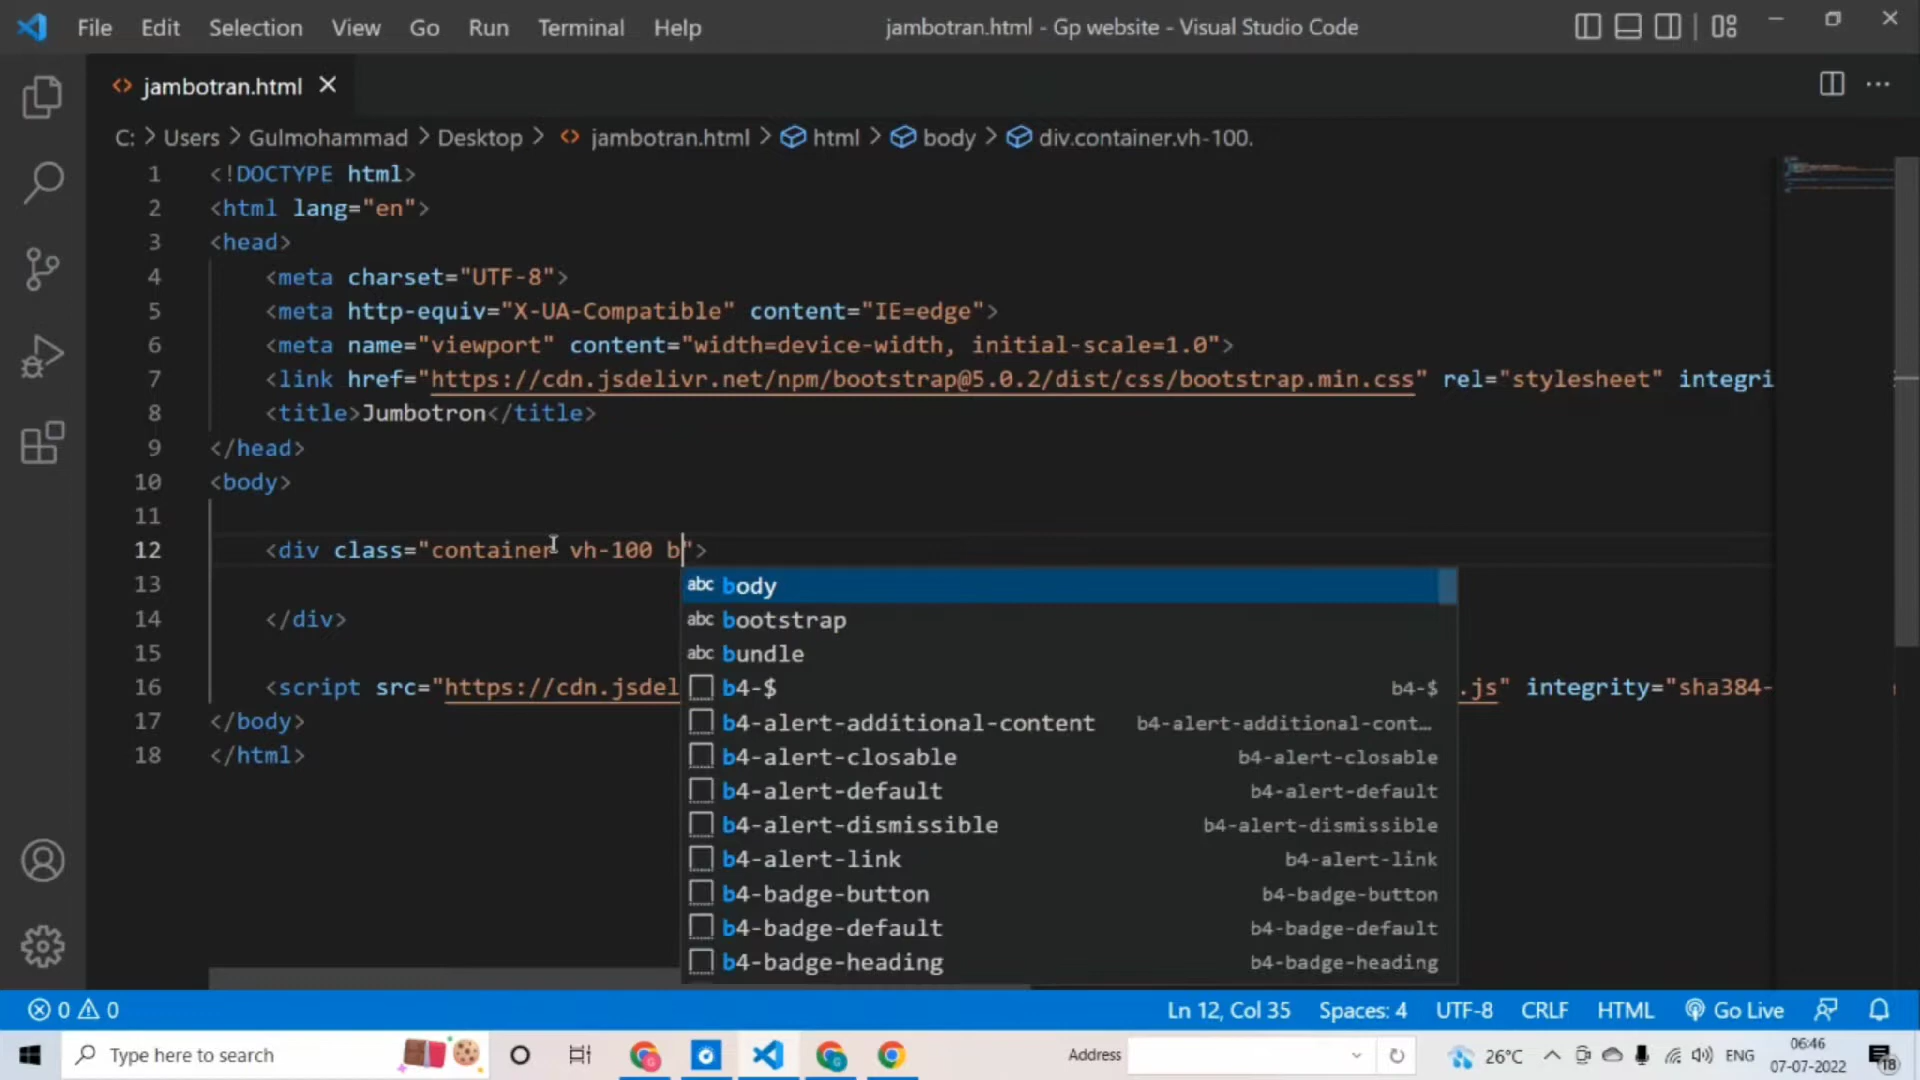 File Edit Selection View Go Run Terminal Help jambotran.html - Gp website - Visual Studio Code
jambotran.html
C: > Users > Gulmohammad > Desktop > jambotran.html > html > body > div.container.vh-100.
1 <!DOCTYPE html>
2 <html lang="en">
3 <head>
4 <meta charset="UTF-8">
5 <meta http-equiv="X-UA-Compatible" content="IE=edge">
6 <meta name="viewport" content="width=device-width, initial-scale=1.0">
7 <link href="https://cdn.jsdelivr.net/npm/bootstrap@5.0.2/dist/css/bootstrap.min.css" rel="stylesheet" integri
8 <title>Jumbotron</title>
9 </head>
10 <body>
11
12 <div class="container vh-100 b">
13 abc body
abc bootstrap
14 </div>
15 abc bundle
16 <script src="https://cdn.jsdel .js" integrity="sha384-
b4-$ b4-$
17 </body>
b4-alert-additional-content b4-alert-additional-cont...
18 </html>
b4-alert-closable b4-alert-closable
b4-alert-default b4-alert-default
b4-alert-dismissible b4-alert-dismissible
b4-alert-link b4-alert-link
b4-badge-button b4-badge-button
b4-badge-default b4-badge-default
b4-badge-heading b4-badge-heading
0 0 Ln 12, Col 35 Spaces: 4 UTF-8 CRLF HTML Go Live
Type here to search Address 26°C ENG 06:46
07-07-2022 18